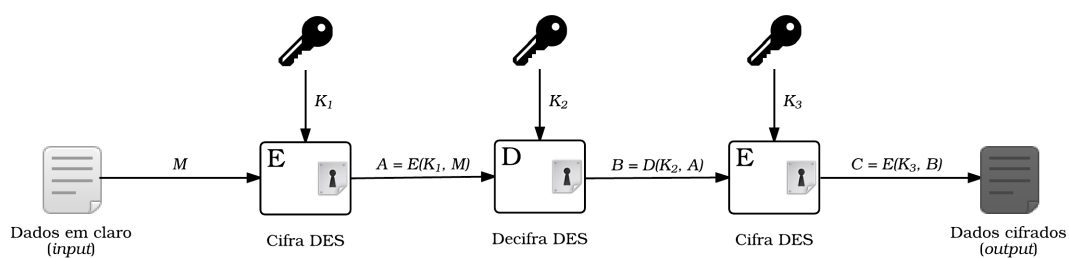 K1
K2
K3
E
D
E
M
A = E(K1, M)
B = D(K2, A)
C = E(K3, B)
Dados em claro
(input)
Cifra DES
Decifra DES
Cifra DES
Dados cifrados
(output)